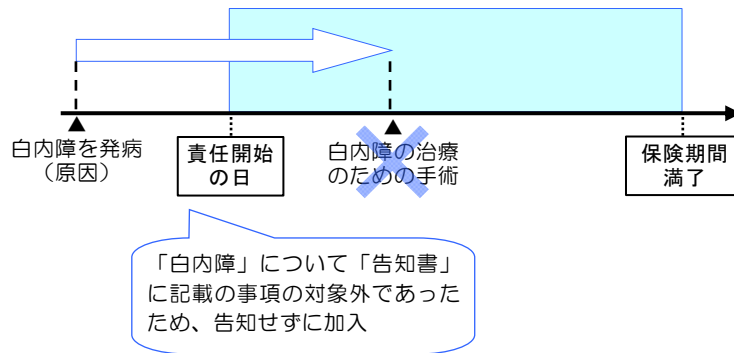 白内障を発病
（原因）
責任開始
の日
白内障の治療
のための手術
保険期間
満了
「白内障」について「告知書」
に記載の事項の対象外であった
ため、告知せずに加入